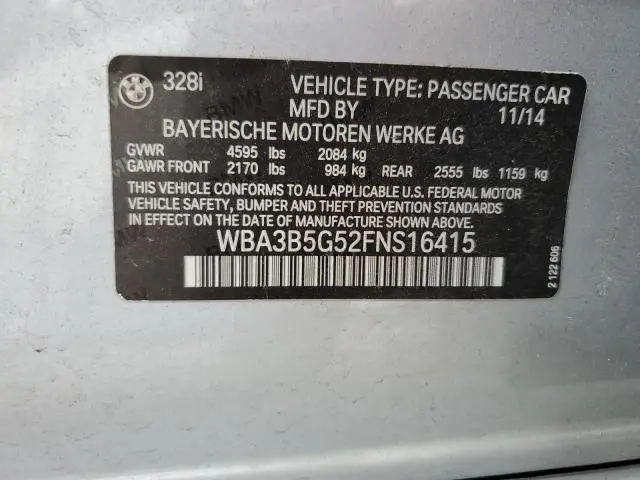 328i VEHICLE TYPE: PASSENGER CAR
MFD BY 11/14
BAYERISCHE MOTOREN WERKE AG
GVWR 4595 lbs 2084 kg
GAWR FRONT 2170 lbs 984 kg REAR 2555 lbs 1159 kg
THIS VEHICLE CONFORMS TO ALL APPLICABLE U.S. FEDERAL MOTOR
VEHICLE SAFETY, BUMPER, AND THEFT PREVENTION STANDARDS
IN EFFECT ON THE DATE OF MANUFACTURE SHOWN ABOVE.
WBA3B5G52FNS16415
2 122 606